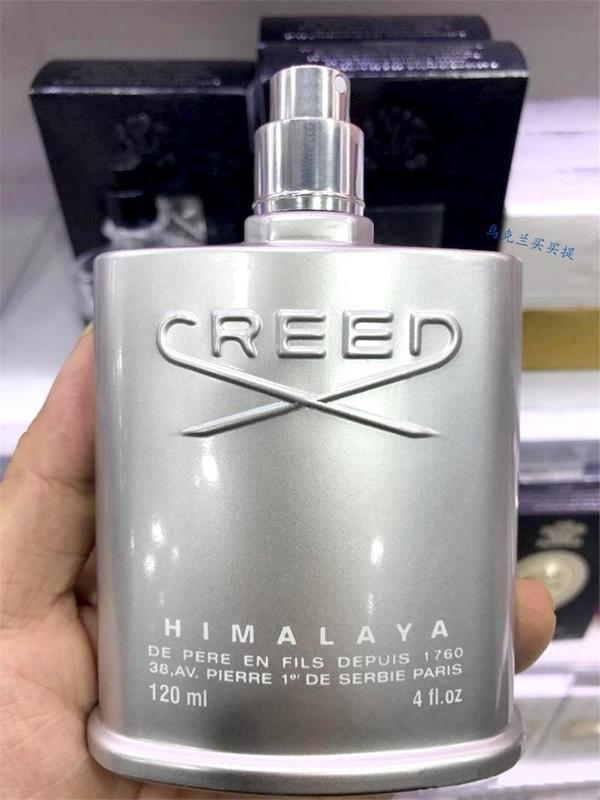 乌克兰买买提
CREED
HIMALAYA
DE PÈRE EN FILS DEPUIS 1760
38,AV. PIERRE 1er DE SERBIE PARIS
120 ml
4 fl.oz